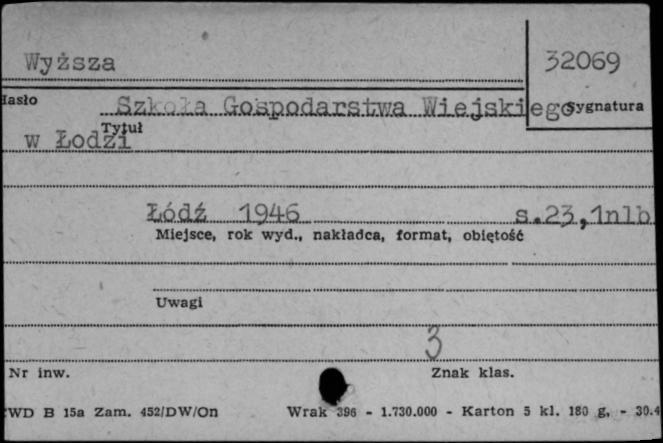 Wyższa 32069
Hasło Szkoła Gospodarstwa Wiejskiego Sygnatura
w Łodzi Tytuł
Łódź 1946 s.23,1nlb
Miejsce, rok wyd., nakładca, format, objętość
Uwagi
3
Nr inw. Znak klas.
WD B 15a Zam. 452/DW/On Wrak 396 - 1.730.000 - Karton 5 kl. 180 g, - 30.4